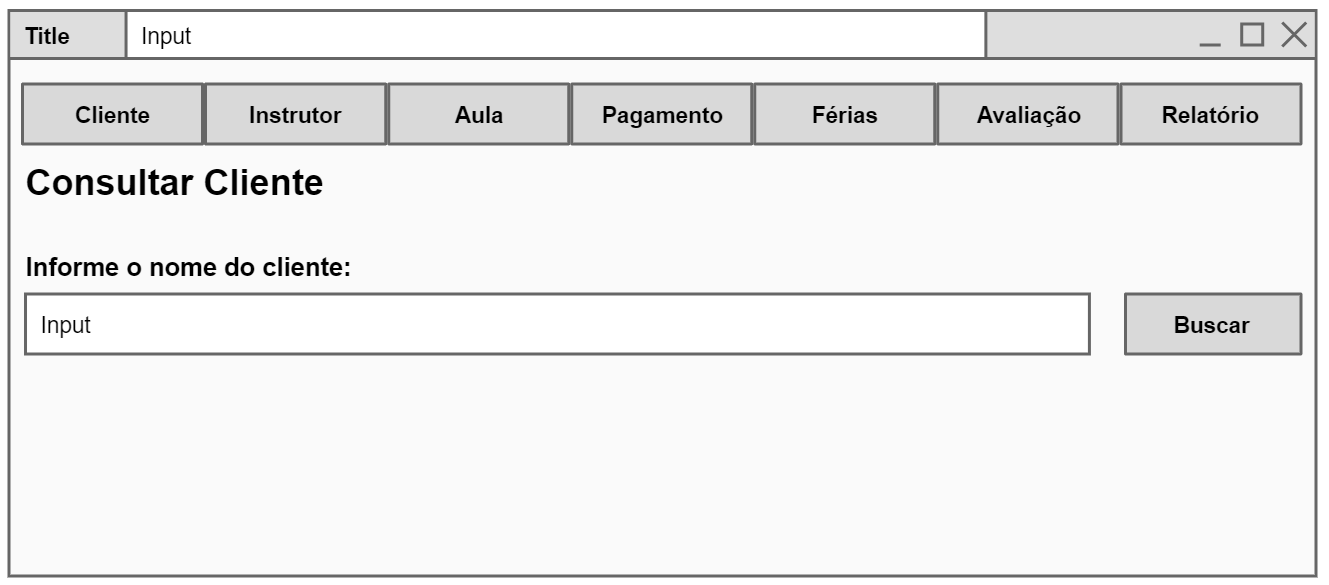 Title Input
Cliente Instrutor Aula Pagamento Férias Avaliação Relatório
Consultar Cliente
Informe o nome do cliente:
Input Buscar